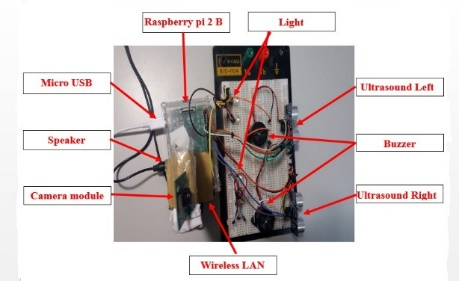 Raspberry pi 2 B
Light
Micro USB
Ultrasound Left
Speaker
Buzzer
Camera module
Ultrasound Right
Wireless LAN